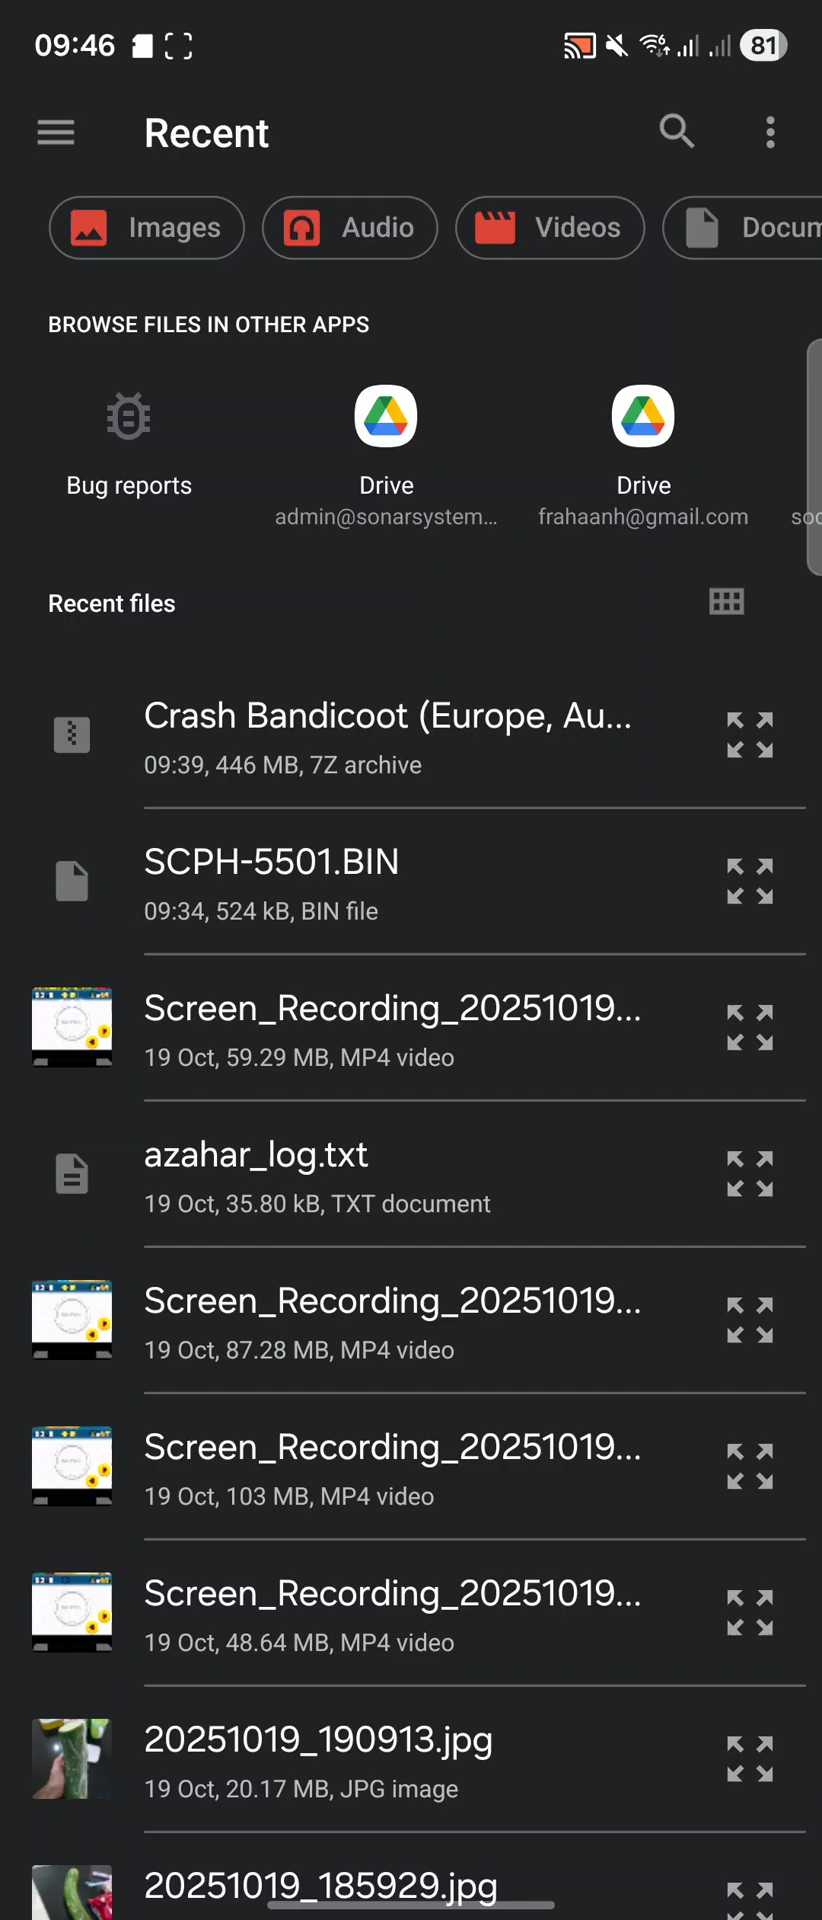 09:46
81
Recent
Images
Audio
Videos
Docum
BROWSE FILES IN OTHER APPS
Bug reports
Drive
admin@sonarsystem...
Drive
frahaanh@gmail.com
soc
Recent files
Crash Bandicoot (Europe, Au...
09:39, 446 MB, 7Z archive
SCPH-5501.BIN
09:34, 524 kB, BIN file
Screen_Recording_20251019...
19 Oct, 59.29 MB, MP4 video
azahar_log.txt
19 Oct, 35.80 kB, TXT document
Screen_Recording_20251019...
19 Oct, 87.28 MB, MP4 video
Screen_Recording_20251019...
19 Oct, 103 MB, MP4 video
Screen_Recording_20251019...
19 Oct, 48.64 MB, MP4 video
20251019_190913.jpg
19 Oct, 20.17 MB, JPG image
20251019_185929.jpg